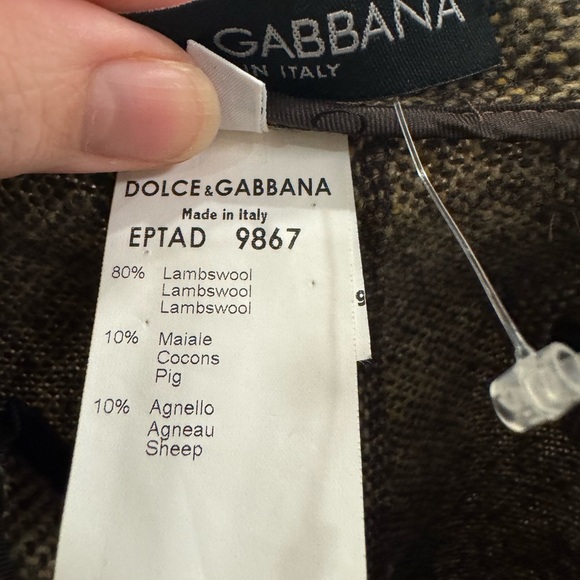 GABBANA
IN ITALY
DOLCE&GABBANA
Made in Italy
EPTAD 9867
80% Lambswool
Lambswool
Lambswool
10% Maiale
Cocons
Pig
10% Agnello
Agneau
Sheep
9